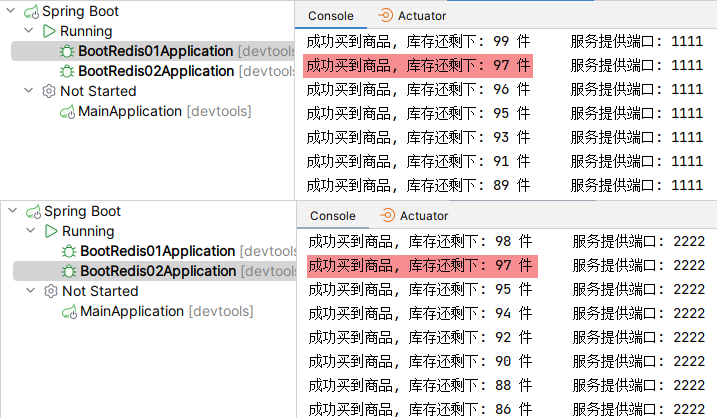 Spring Boot
Running
BootRedis01Application [devtools]
BootRedis02Application [devtools]
Not Started
MainApplication [devtools]
Console Actuator
成功买到商品, 库存还剩下: 99 件 服务提供端口: 1111
成功买到商品, 库存还剩下: 97 件 服务提供端口: 1111
成功买到商品, 库存还剩下: 96 件 服务提供端口: 1111
成功买到商品, 库存还剩下: 95 件 服务提供端口: 1111
成功买到商品, 库存还剩下: 93 件 服务提供端口: 1111
成功买到商品, 库存还剩下: 91 件 服务提供端口: 1111
成功买到商品, 库存还剩下: 89 件 服务提供端口: 1111
Spring Boot
Running
BootRedis01Application [devtools
BootRedis02Application [devtools
Not Started
MainApplication [devtools]
Console Actuator
成功买到商品, 库存还剩下: 98 件 服务提供端口: 2222
成功买到商品, 库存还剩下: 97 件 服务提供端口: 2222
成功买到商品, 库存还剩下: 95 件 服务提供端口: 2222
成功买到商品, 库存还剩下: 94 件 服务提供端口: 2222
成功买到商品, 库存还剩下: 92 件 服务提供端口: 2222
成功买到商品, 库存还剩下: 90 件 服务提供端口: 2222
成功买到商品, 库存还剩下: 88 件 服务提供端口: 2222
成功买到商品, 库存还剩下: 86 件 服务提供端口: 2222